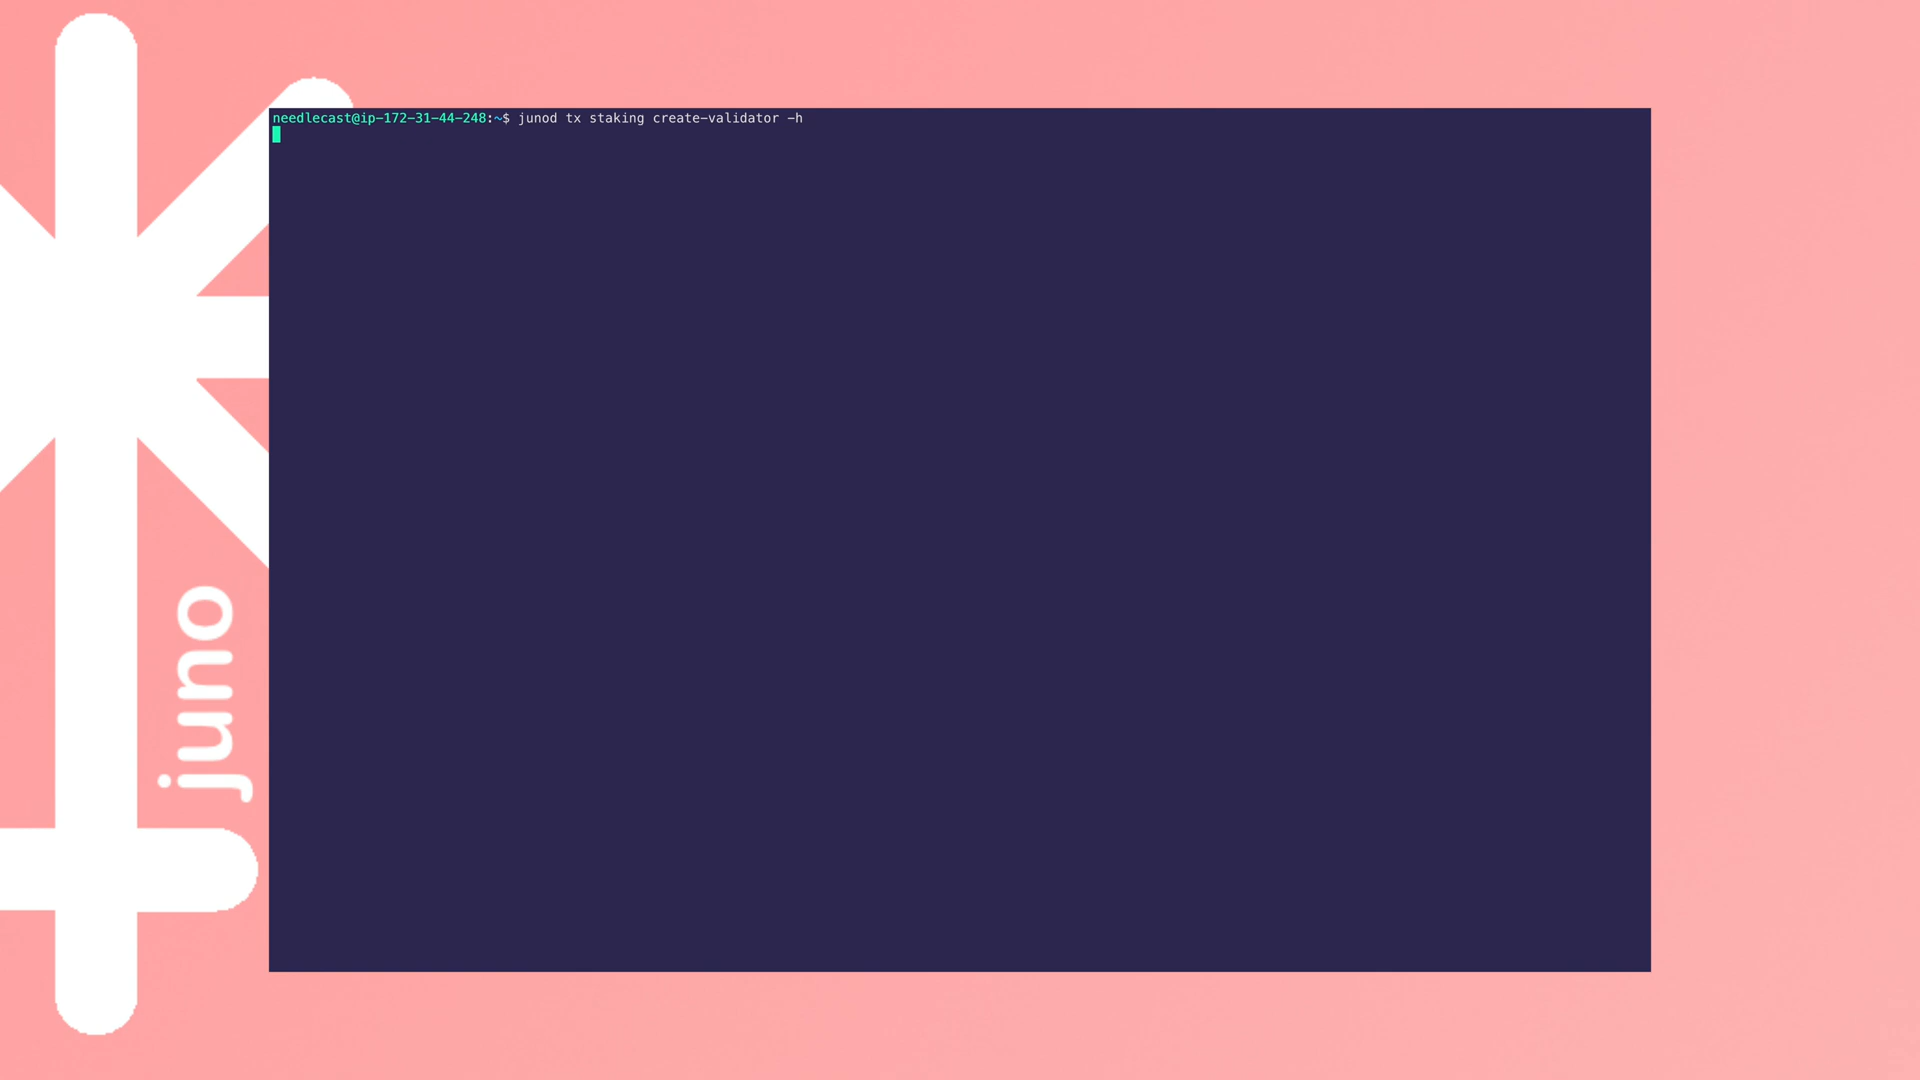 needlecast@ip-172-31-44-248:~$ junod tx staking create-validator -h
juno